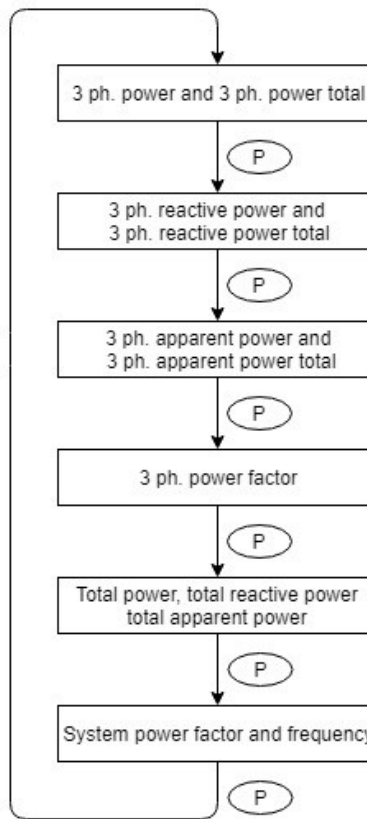 3 ph. power and 3 ph. power total
P
3 ph. reactive power and
3 ph. reactive power total
P
3 ph. apparent power and
3 ph. apparent power total
P
3 ph. power factor
P
Total power, total reactive power
total apparent power
P
System power factor and frequency
P